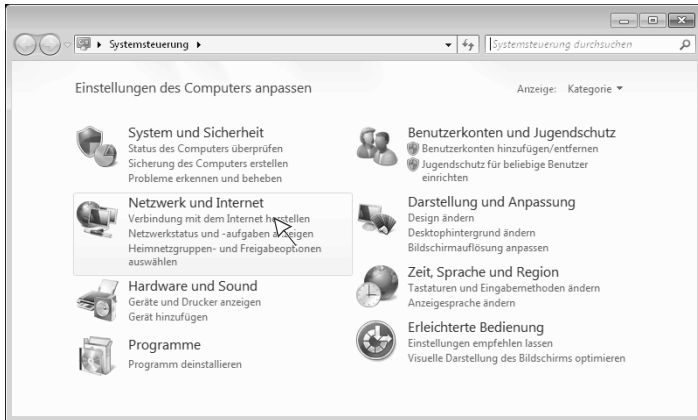 Systemsteuerung
Systemsteuerung durchsuchen
Einstellungen des Computers anpassen
Anzeige: Kategorie
System und Sicherheit
Status des Computers überprüfen
Sicherung des Computers erstellen
Probleme erkennen und beheben
Netzwerk und Internet
Verbindung mit dem Internet herstellen
Netzwerkstatus und -aufgaben anzeigen
Heimnetzgruppen- und Freigabeoptionen
auswählen
Hardware und Sound
Geräte und Drucker anzeigen
Gerät hinzufügen
Programme
Programm deinstallieren
Benutzerkonten und Jugendschutz
Benutzerkonten hinzufügen/entfernen
Jugendschutz für beliebige Benutzer
einrichten
Darstellung und Anpassung
Design ändern
Desktophintergrund ändern
Bildschirmauflösung anpassen
Zeit, Sprache und Region
Tastaturen und Eingabemethoden ändern
Anzeigesprache ändern
Erleichterte Bedienung
Einstellungen empfehlen lassen
Visuelle Darstellung des Bildschirms optimieren